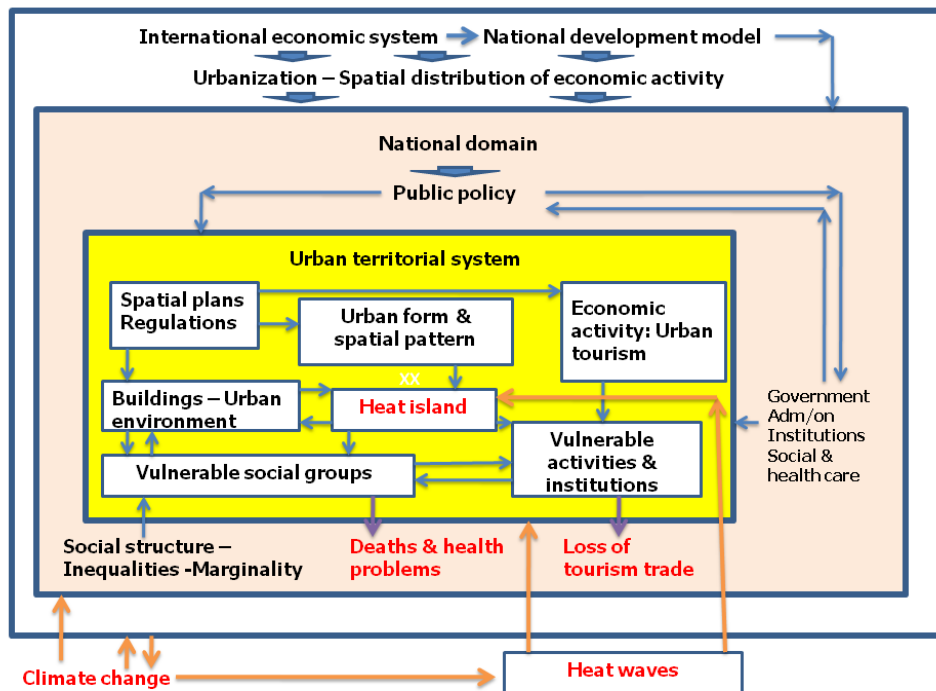 International economic system
National development model
Urbanization – Spatial distribution of economic activity
National domain
Public policy
Urban territorial system
Spatial plans
Regulations
Urban form &
spatial pattern
Economic
activity: Urban
tourism
XX
Buildings – Urban
environment
Heat island
Government
Adm/on
Institutions
Social &
health care
Vulnerable social groups
Vulnerable
activities &
institutions
Social structure –
Inequalities -Marginality
Deaths & health
problems
Loss of
tourism trade
Climate change
Heat waves